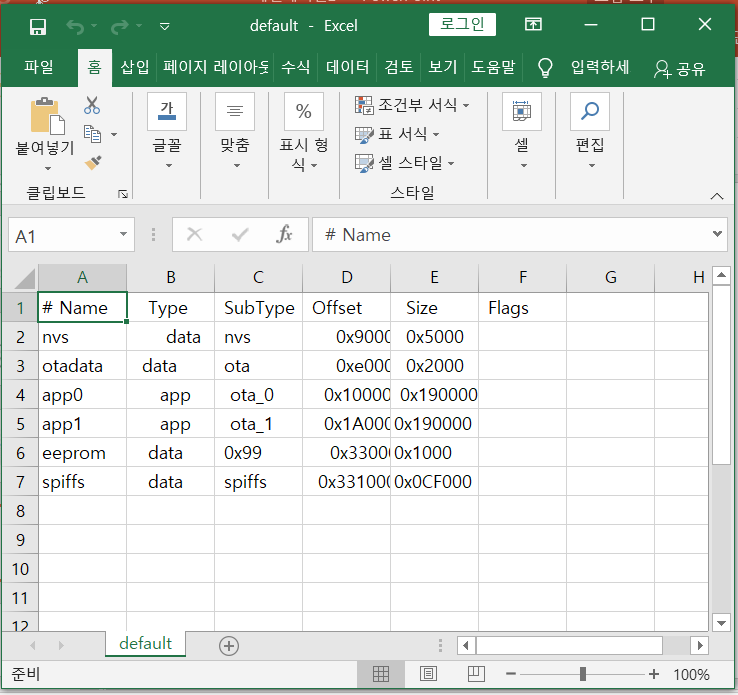 default - Excel
로그인
파일 홈 삽입 페이지 레이아웃 수식 데이터 검토 보기 도움말 입력하세 공유
붙여넣기
클립보드
가
글꼴
맞춤
%
표시 형
식
조건부 서식
표 서식
셀 스타일
스타일
셀
편집
A1
fx
# Name
A B C D E F G H
1 # Name Type SubType Offset Size Flags
2 nvs data nvs 0x9000 0x5000
3 otadata data ota 0xe000 0x2000
4 app0 app ota_0 0x10000 0x190000
5 app1 app ota_1 0x1A000 0x190000
6 eeprom data 0x99 0x3300 0x1000
7 spiffs data spiffs 0x331000 0x0CF000
8
9
10
11
12
default
준비
100%